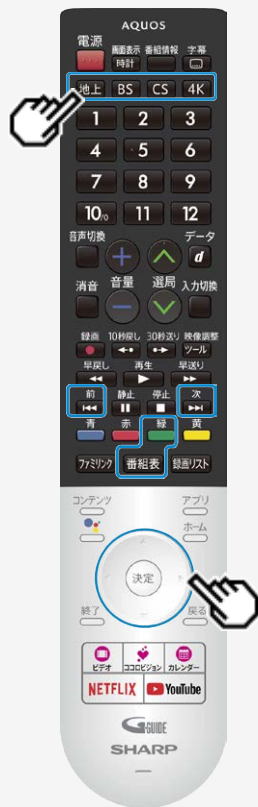 AQUOS
電源
画面表示 番組情報 字幕
時計
地上 BS CS 4K
1 2 3
4 5 6
7 8 9
10/0 11 12
音声切換 データ
d
消音 音量 選局 入力切換
録画 10秒戻し 30秒送り 映像調整
ツール
早戻し 再生 早送り
前 静止 停止 次
青 赤 緑 黄
ファミリンク 番組表 録画リスト
コンテンツ アプリ
ホーム
決定
終了 戻る
ビデオ ココロビジョン カレンダー
NETFLIX YouTube
G-GUIDE
SHARP